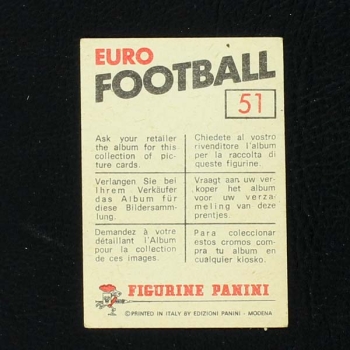 EURO
FOOTBALL
51
Ask your retailer
the album for this
collection of pic-
ture cards.
Chiedete al vostro
rivenditore l'album
per la raccolta di
queste figurine.
Verlangen Sie bei
Ihrem Verkäufer
das Album für
diese Bildersamm-
lung.
Vraagt aan uw ver-
koper het album
voor uw verza-
meling van deze
prentjes.
Demandez à votre
détaillant l'Album
pour la collection
de ces images.
Para coleccionar
estos cromos com-
pra tu album en
cualquier kiosko.
FIGURINE PANINI
©PRINTED IN ITALY BY EDIZIONI PANINI - MODENA